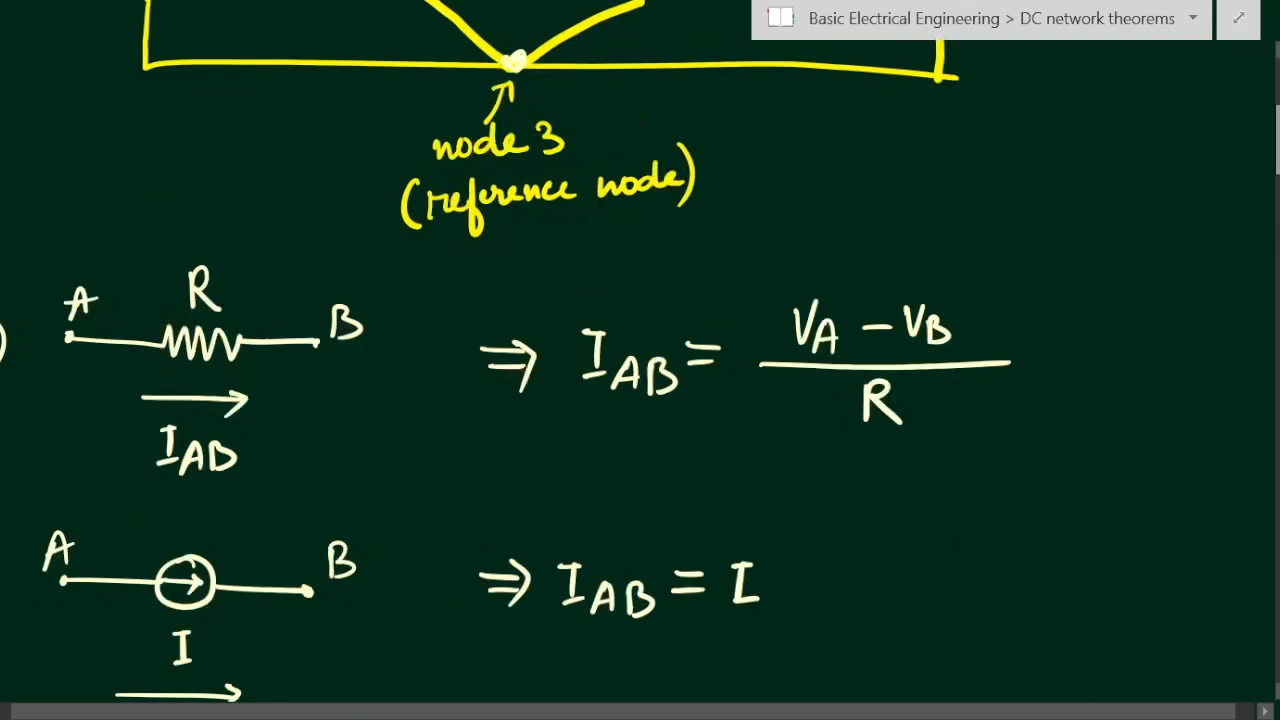 Basic Electrical Engineering > DC network theorems
node 3
(reference node)
A R B ⇒ I_AB = (V_A - V_B) / R
I_AB
A B ⇒ I_AB = I
I